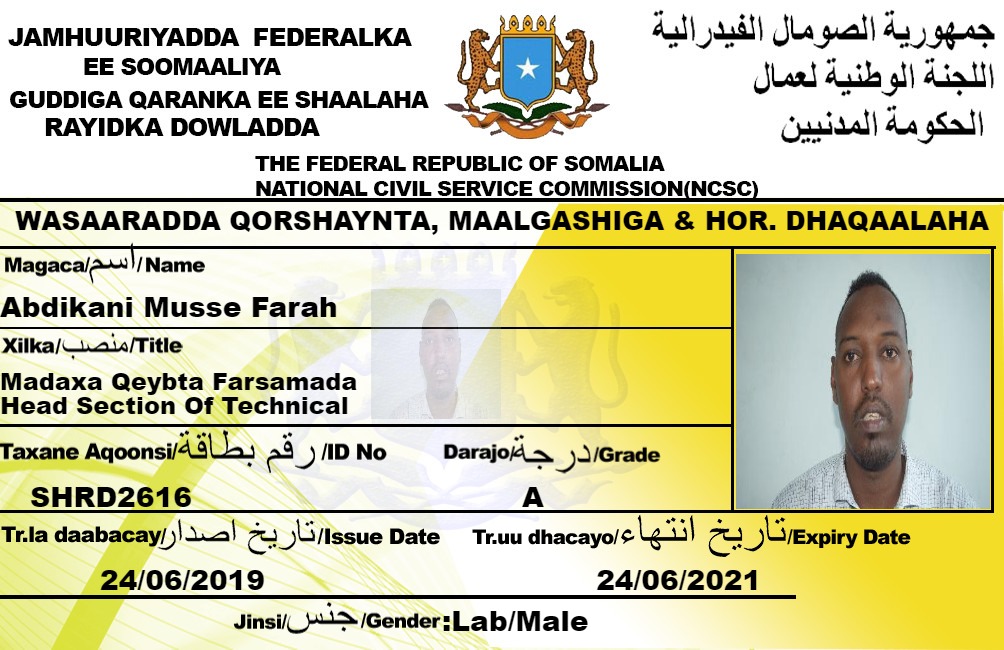 JAMHUURIYADDA FEDERALKA
EE SOOMAALIYA
GUDDIGA QARANKA EE SHAALAHA
RAYIDKA DOWLADDA
جمهورية الصومال الفيدرالية
اللجنة الوطنية لعمال
الحكومة المدنيين
THE FEDERAL REPUBLIC OF SOMALIA
NATIONAL CIVIL SERVICE COMMISSION(NCSC)
WASAARADDA QORSHAYNTA, MAALGASHIGA & HOR. DHAQAALAHA
Magaca/اسم/Name
Abdikani Musse Farah
Xilka/منصب/Title
Madaxa Qeybta Farsamada
Head Section Of Technical
Taxane Aqoonsi/رقم بطاقة/ID No
Darajo/درجة/Grade
SHRD2616
A
Tr.la daabacay/تاريخ اصدار/Issue Date
Tr.uu dhacayo/تاريخ انتهاء/Expiry Date
24/06/2019
24/06/2021
Jinsi/جنس/Gender:Lab/Male